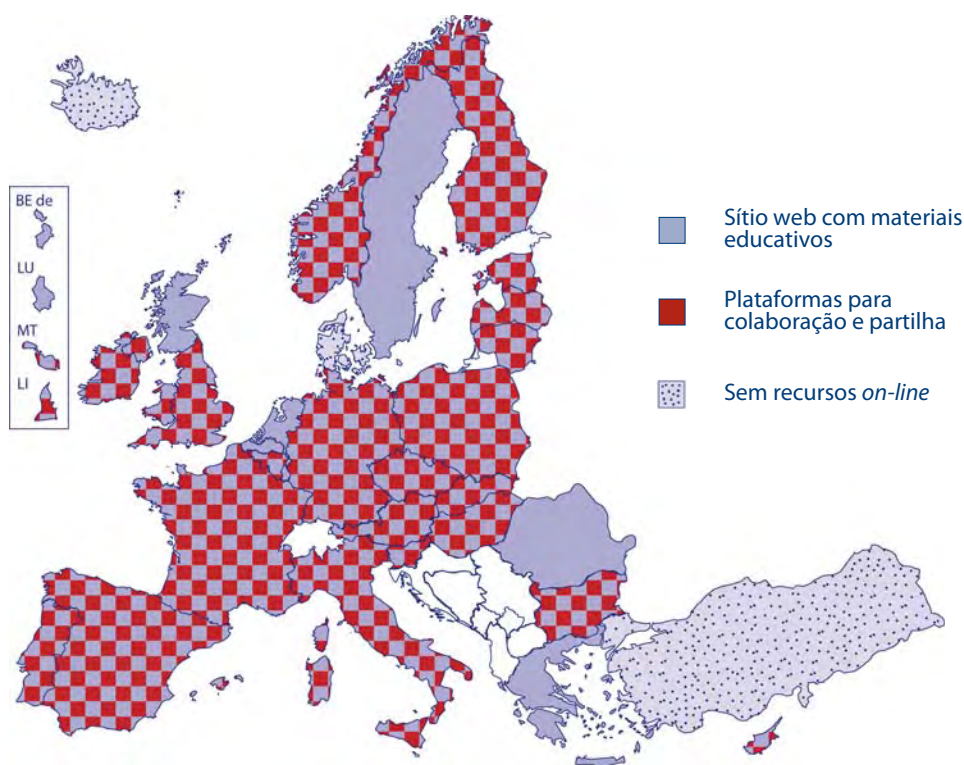 BE de
LU
MT
LI
Sítio web com materiais
educativos
Plataformas para
colaboração e partilha
Sem recursos on-line